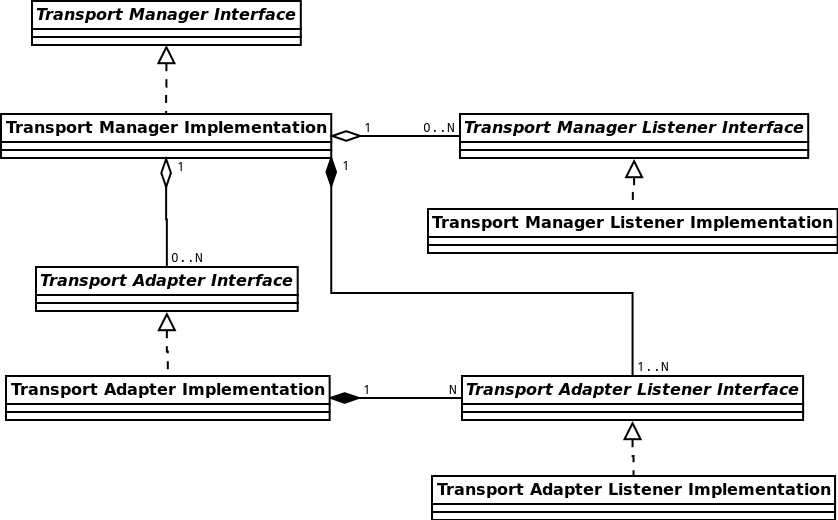 Transport Manager Interface
Transport Manager Implementation
1
0..N
Transport Manager Listener Interface
1
1
Transport Manager Listener Implementation
0..N
Transport Adapter Interface
1..N
Transport Adapter Implementation
1
N
Transport Adapter Listener Interface
Transport Adapter Listener Implementation